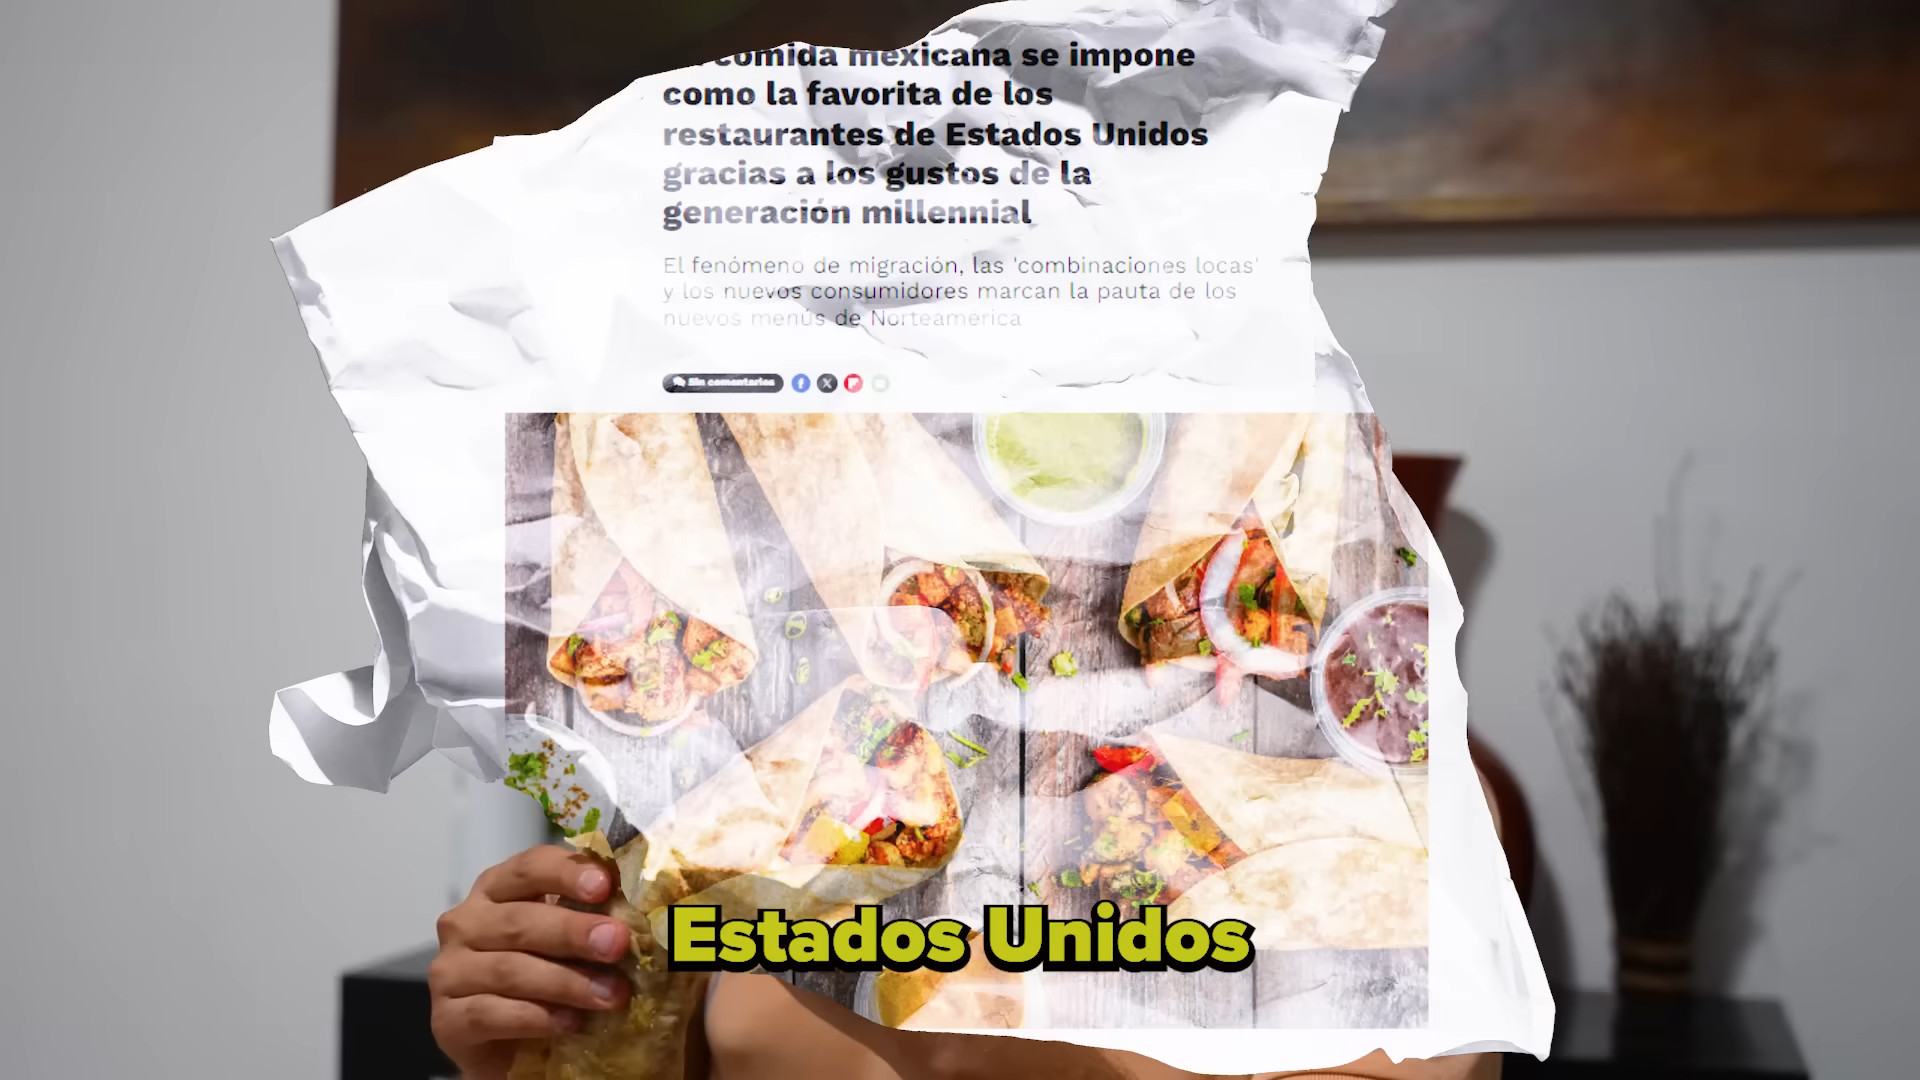 comida mexicana se impone
como la favorita de los
restaurantes de Estados Unidos
gracias a los gustos de la
generación millennial
El fenómeno de migración, las 'combinaciones locas'
y los nuevos consumidores marcan la pauta de los
nuevos menús de Norteamerica
Sin comentarios
Estados Unidos